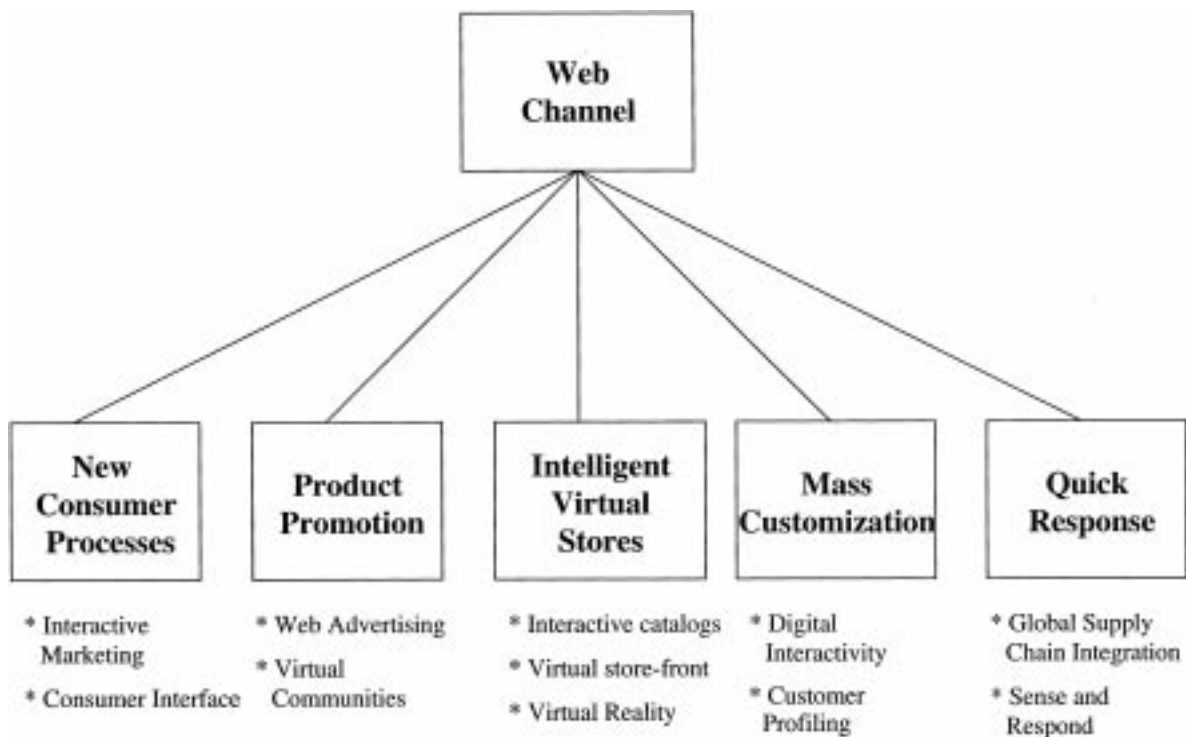 Web
Channel
New
Consumer
Processes
Product
Promotion
Intelligent
Virtual
Stores
Mass
Customization
Quick
Response
* Interactive
Marketing
* Consumer Interface
* Web Advertising
* Virtual
Communities
* Interactive catalogs
* Virtual store-front
* Virtual Reality
* Digital
Interactivity
* Customer
Profiling
* Global Supply
Chain Integration
* Sense and
Respond